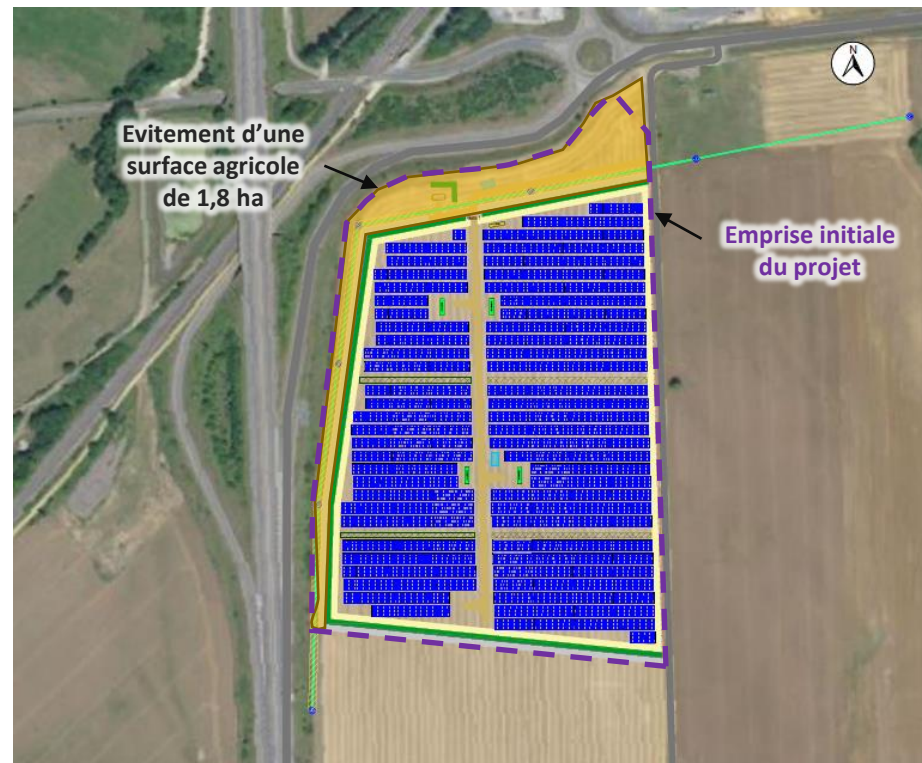 N
Evitement d’une
surface agricole
de 1,8 ha
Emprise initiale
du projet